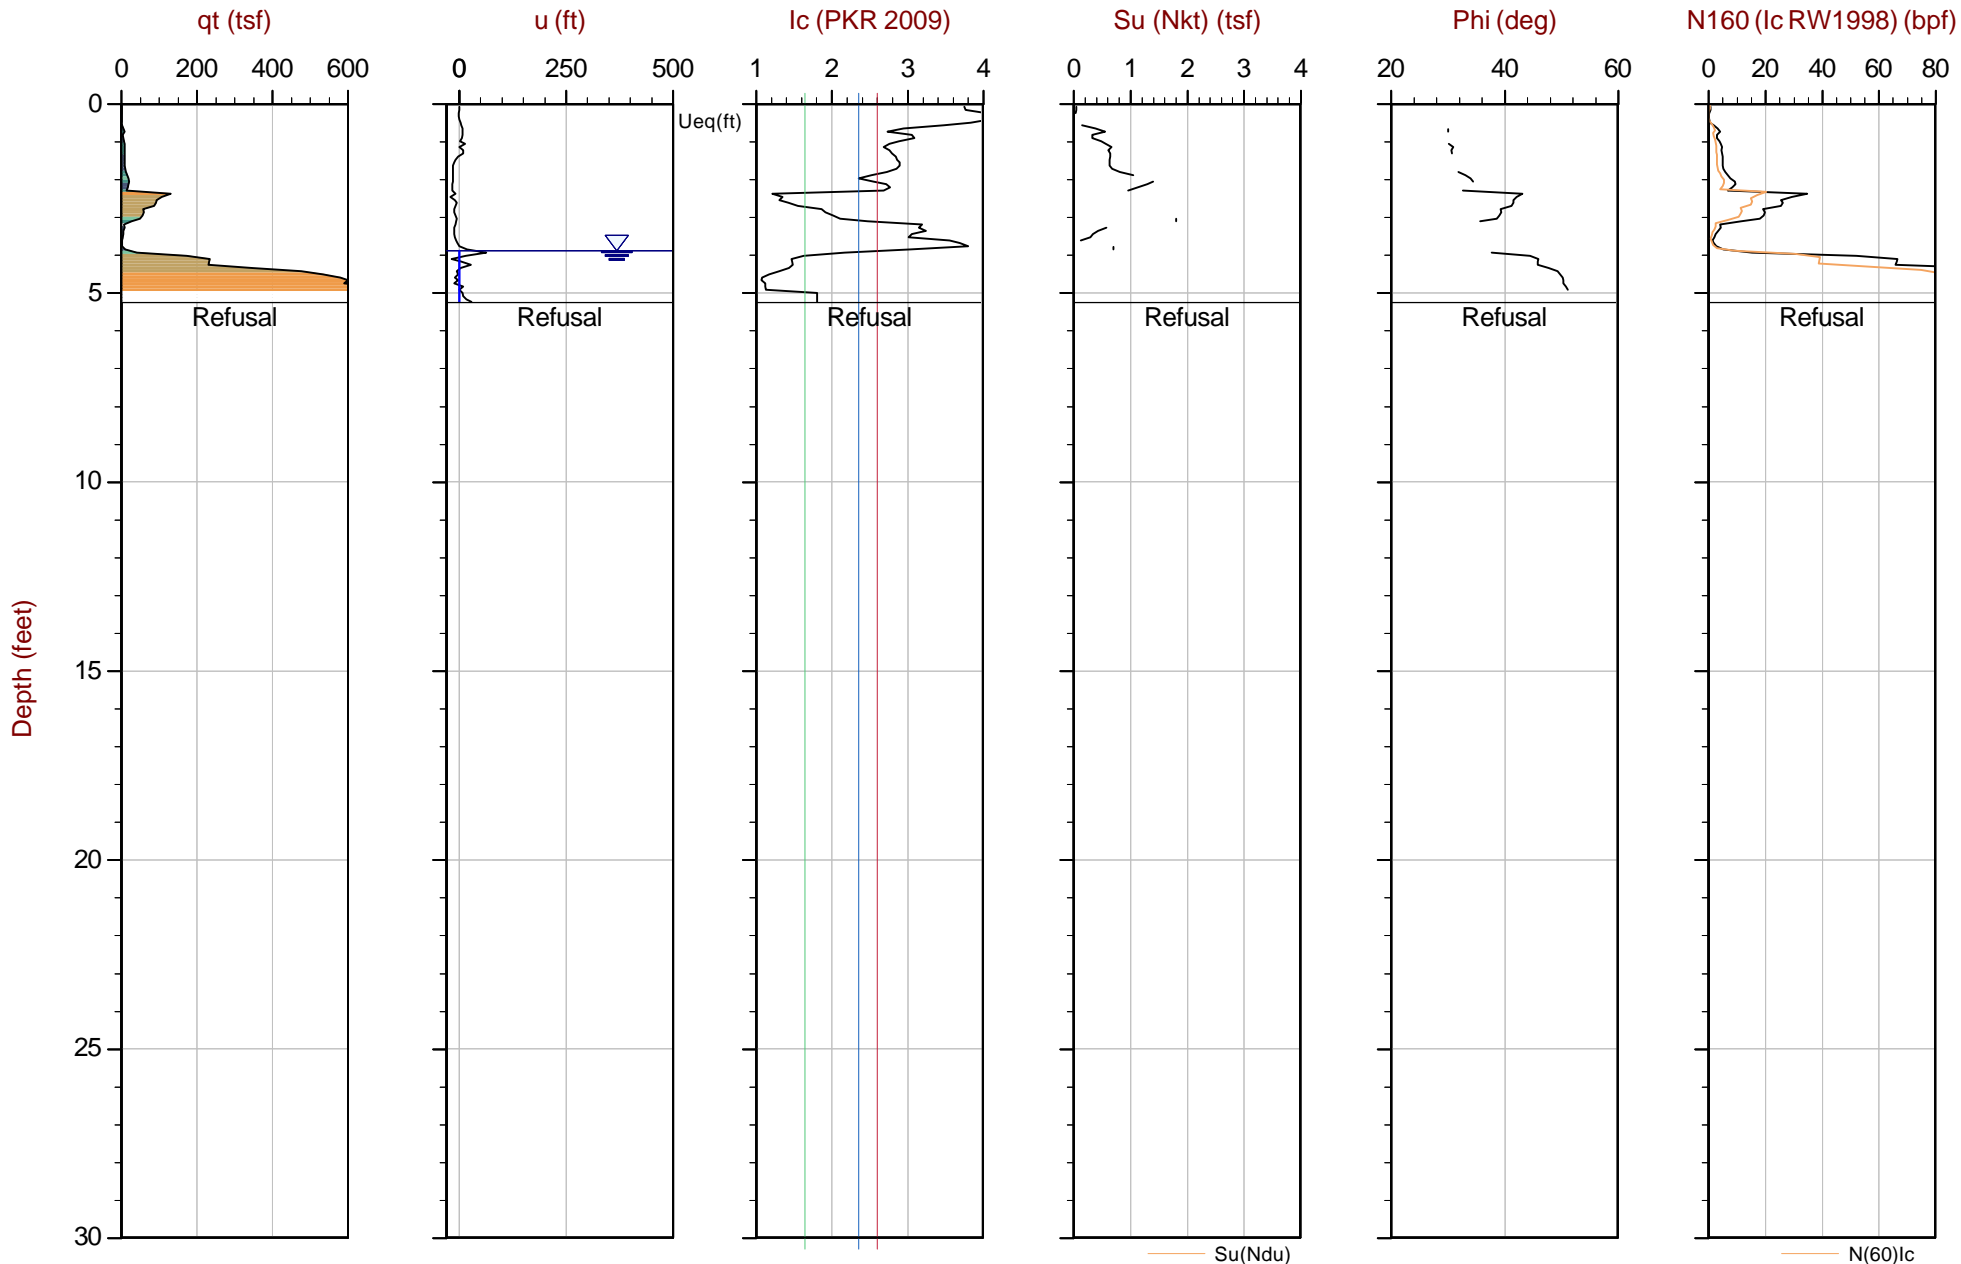 qt (tsf) u (ft) Ic (PKR 2009) Su (Nkt) (tsf) Phi (deg) N160 (Ic RW1998) (bpf)
0 200 400 600 0 250 500 1 2 3 4 0 1 2 3 4 20 40 60 0 20 40 60 80
0
Ueq(ft)
5
Refusal Refusal Refusal Refusal Refusal Refusal
10
15
Depth (feet)
20
25
30
Su(Ndu) N(60)Ic